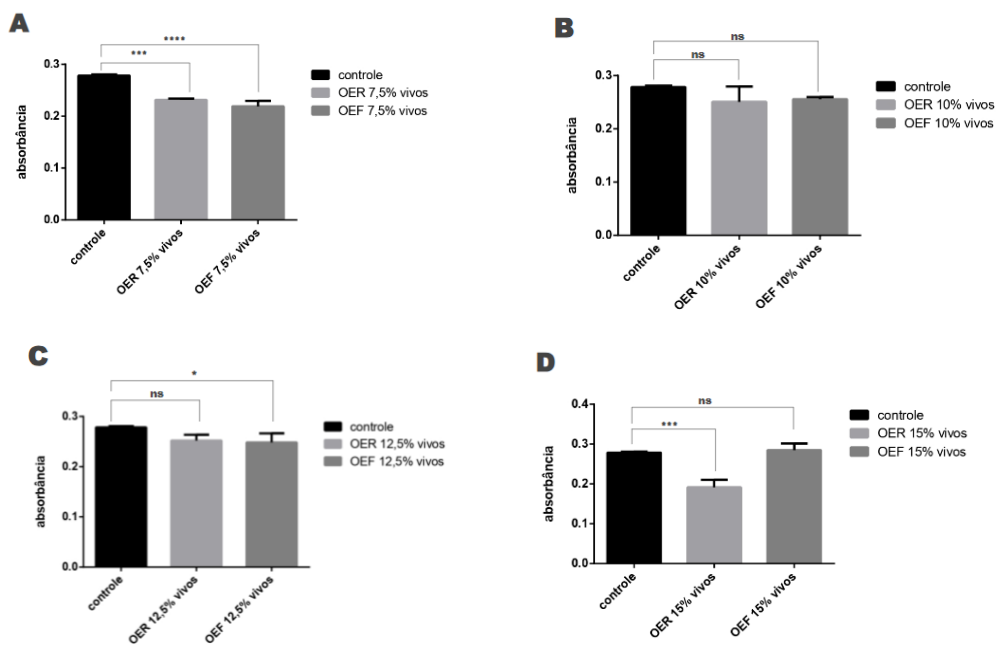 A
****
***
0.3
0.2
0.1
0.0
absorbância
controle
OER 7,5% vivos
OEF 7,5% vivos
controle
OER 7,5% vivos
OEF 7,5% vivos
B
ns
ns
0.3
0.2
0.1
0.0
absorbância
controle
OER 10% vivos
OEF 10% vivos
controle
OER 10% vivos
OEF 10% vivos
C
*
ns
0.3
0.2
0.1
0.0
absorbância
controle
OER 12,5% vivos
OEF 12,5% vivos
controle
OER 12,5% vivos
OEF 12,5% vivos
D
ns
***
0.4
0.3
0.2
0.1
0.0
absorbância
controle
OER 15% vivos
OEF 15% vivos
controle
OER 15% vivos
OEF 15% vivos